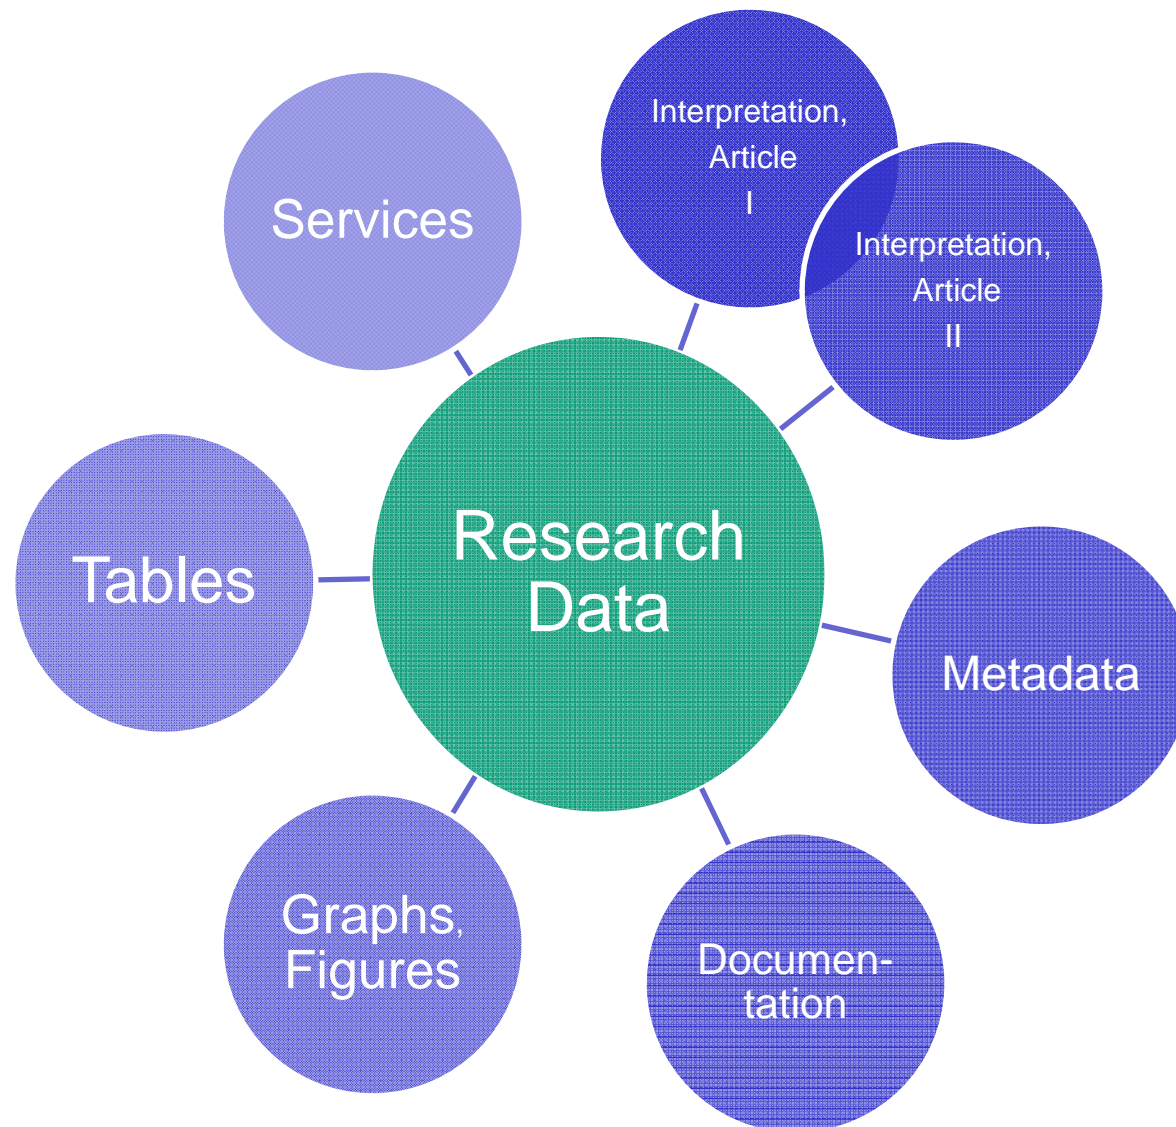 Interpretation,
Article
I
Interpretation,
Article
II
Services
Research
Data
Tables
Metadata
Graphs,
Figures
Documen-
tation